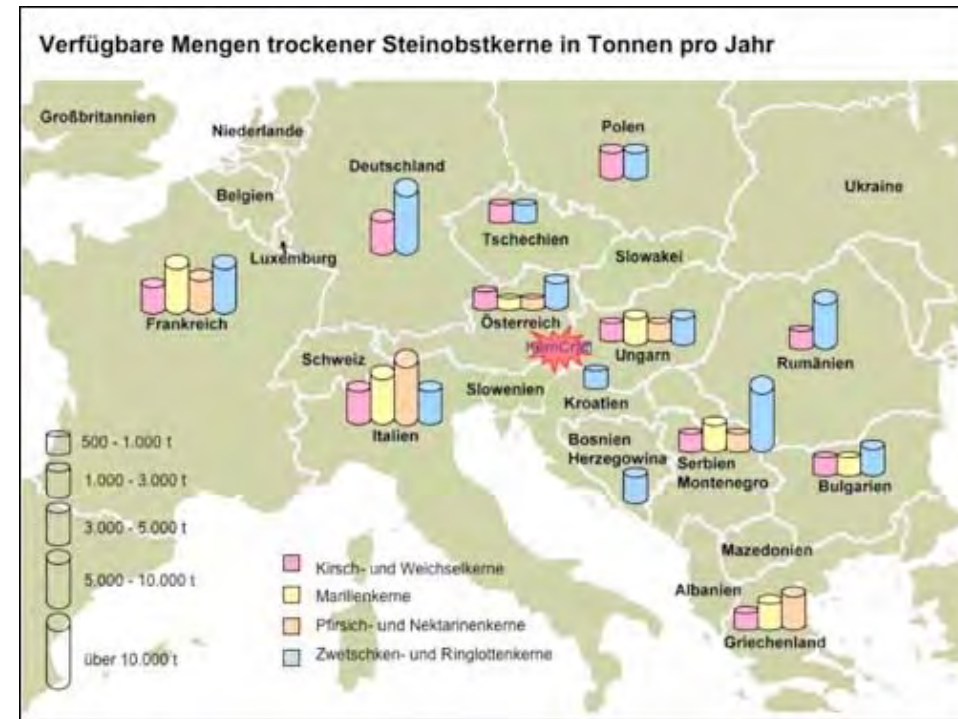 Verfügbare Mengen trockener Steinobstkerne in Tonnen pro Jahr
Großbritannien
Niederlande
Polen
Deutschland
Belgien
Ukraine
Tschechien
Luxemburg
Slowakei
Österreich
Frankreich
Ungarn
Rumänien
Schweiz
Slowenien
Kroatien
Italien
Bosnien
Herzegowina
Serbien
Montenegro
Bulgarien
Mazedonien
Albanien
Griechenland
500 - 1.000 t
1.000 - 3.000 t
3.000 - 5.000 t
5.000 - 10.000 t
über 10.000 t
Kirsch- und Weichselkerne
Marillenkerne
Pfirsich- und Nektarinenkerne
Zwetschken- und Ringlottenkerne